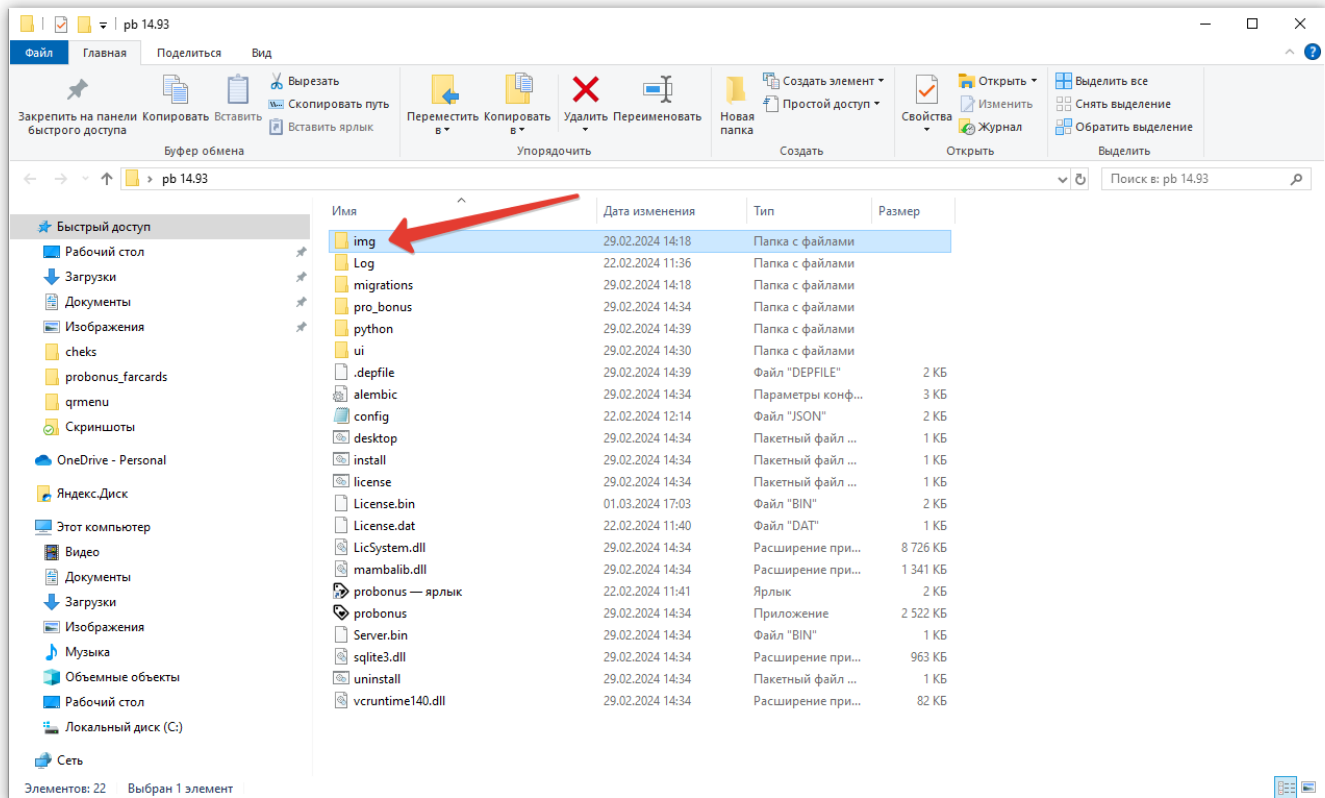 pb 14.93
Файл Главная Поделиться Вид
Закрепить на панели быстрого доступа
Копировать
Вставить
Вырезать
Скопировать путь
Вставить ярлык
Буфер обмена
Переместить в
Копировать в
Удалить
Переименовать
Упорядочить
Новая папка
Создать элемент
Простой доступ
Создать
Свойства
Открыть
Изменить
Журнал
Открыть
Выделить все
Снять выделение
Обратить выделение
Выделить
pb 14.93
Поиск в: pb 14.93
Быстрый доступ
Рабочий стол
Загрузки
Документы
Изображения
cheks
probonus_farcards
qrmenu
Скриншоты
OneDrive - Personal
Яндекс.Диск
Этот компьютер
Видео
Документы
Загрузки
Изображения
Музыка
Объемные объекты
Рабочий стол
Локальный диск (C:)
Сеть
Имя Дата изменения Тип Размер
img 29.02.2024 14:18 Папка с файлами
Log 22.02.2024 11:36 Папка с файлами
migrations 29.02.2024 14:18 Папка с файлами
pro_bonus 29.02.2024 14:34 Папка с файлами
python 29.02.2024 14:39 Папка с файлами
ui 29.02.2024 14:30 Папка с файлами
.depfile 29.02.2024 14:39 Файл "DEPFILE" 2 КБ
alembic 29.02.2024 14:34 Параметры конф... 3 КБ
config 22.02.2024 12:14 Файл "JSON" 2 КБ
desktop 29.02.2024 14:34 Пакетный файл ... 1 КБ
install 29.02.2024 14:34 Пакетный файл ... 1 КБ
license 29.02.2024 14:34 Пакетный файл ... 1 КБ
License.bin 01.03.2024 17:03 Файл "BIN" 2 КБ
License.dat 22.02.2024 11:40 Файл "DAT" 1 КБ
LicSystem.dll 29.02.2024 14:34 Расширение при... 8 726 КБ
mambalib.dll 29.02.2024 14:34 Расширение при... 1 341 КБ
probonus — ярлык 22.02.2024 11:41 Ярлык 2 КБ
probonus 29.02.2024 14:34 Приложение 2 522 КБ
Server.bin 29.02.2024 14:34 Файл "BIN" 1 КБ
sqlite3.dll 29.02.2024 14:34 Расширение при... 963 КБ
uninstall 29.02.2024 14:34 Пакетный файл ... 1 КБ
vcruntime140.dll 29.02.2024 14:34 Расширение при... 82 КБ
Элементов: 22 Выбран 1 элемент